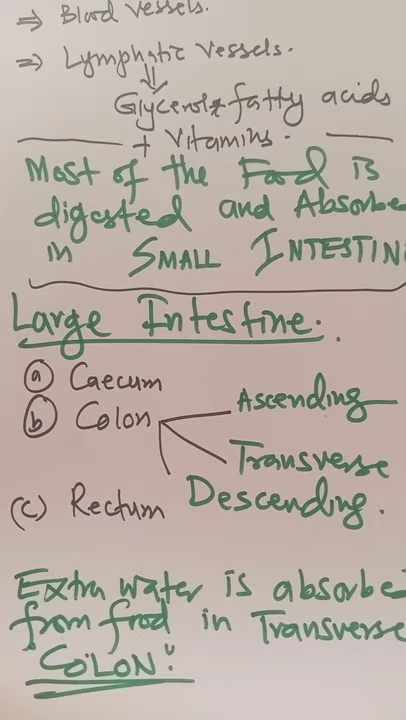 ⇒ Blood vessels.
⇒ Lymphatic vessels.
⇓
Glycerol + fatty acids
+ Vitamins.
Most of the Food is
digested and Absorbe
in SMALL INTESTIN
Large Intestine.
(a) Caecum
(b) Colon
Ascending
Transverse
Descending.
(c) Rectum
Extra water is absorbe
from food in Transverse
COLON.